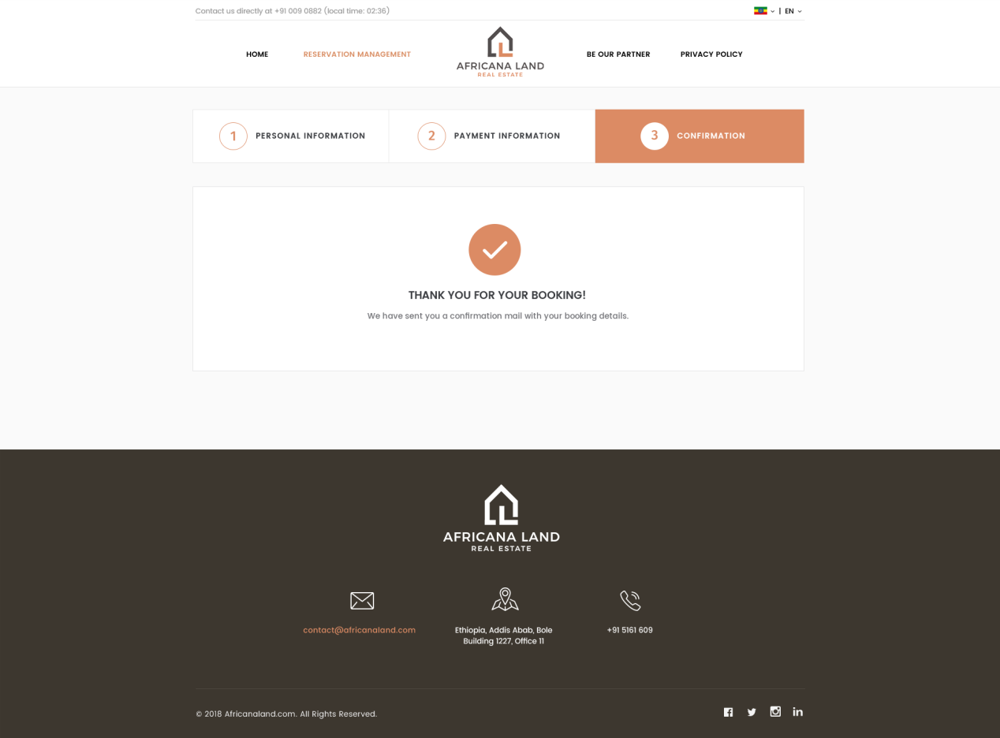 Contact us directly at +91 009 0882 (local time: 02:36)
| EN
HOME
RESERVATION MANAGEMENT
AFRICANA LAND
REAL ESTATE
BE OUR PARTNER
PRIVACY POLICY
1 PERSONAL INFORMATION
2 PAYMENT INFORMATION
3 CONFIRMATION
THANK YOU FOR YOUR BOOKING!
We have sent you a confirmation mail with your booking details.
AFRICANA LAND
REAL ESTATE
contact@africanaland.com
Ethiopia, Addis Abab, Bole
Building 1227, Office 11
+91 5161 609
© 2018 Africanaland.com. All Rights Reserved.